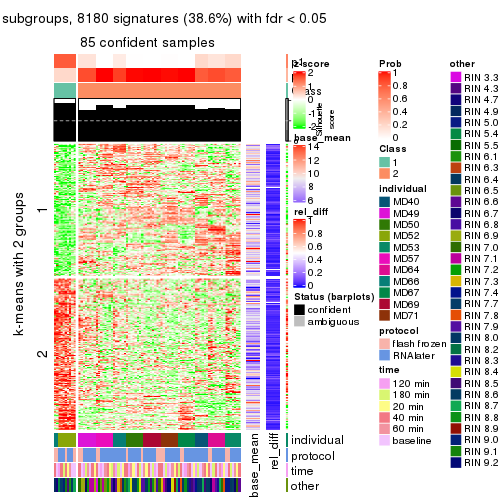 subgroups, 8180 signatures (38.6%) with fdr < 0.05
85 confident samples
k-means with 2 groups
1
2
z-score
2
1
0
-1
-2
Silhouette
score
base_mean
14
12
10
8
6
rel_diff
1
0.8
0.6
0.4
0.2
0
Status (barplots)
confident
ambiguous
individual
protocol
time
other
base_mean
rel_diff
Prob
1
0.8
0.6
0.4
0.2
0
Class
1
2
individual
MD40
MD49
MD50
MD52
MD53
MD57
MD64
MD66
MD67
MD69
MD71
protocol
flash frozen
RNAlater
time
120 min
180 min
20 min
40 min
60 min
baseline
other
RIN 3.3
RIN 4.3
RIN 4.7
RIN 4.9
RIN 5.0
RIN 5.4
RIN 5.5
RIN 6.1
RIN 6.3
RIN 6.4
RIN 6.5
RIN 6.6
RIN 6.7
RIN 6.8
RIN 6.9
RIN 7.0
RIN 7.1
RIN 7.2
RIN 7.3
RIN 7.4
RIN 7.5
RIN 7.6
RIN 7.7
RIN 7.8
RIN 7.9
RIN 8.0
RIN 8.2
RIN 8.3
RIN 8.4
RIN 8.5
RIN 8.6
RIN 8.7
RIN 8.8
RIN 8.9
RIN 9.0
RIN 9.1
RIN 9.2